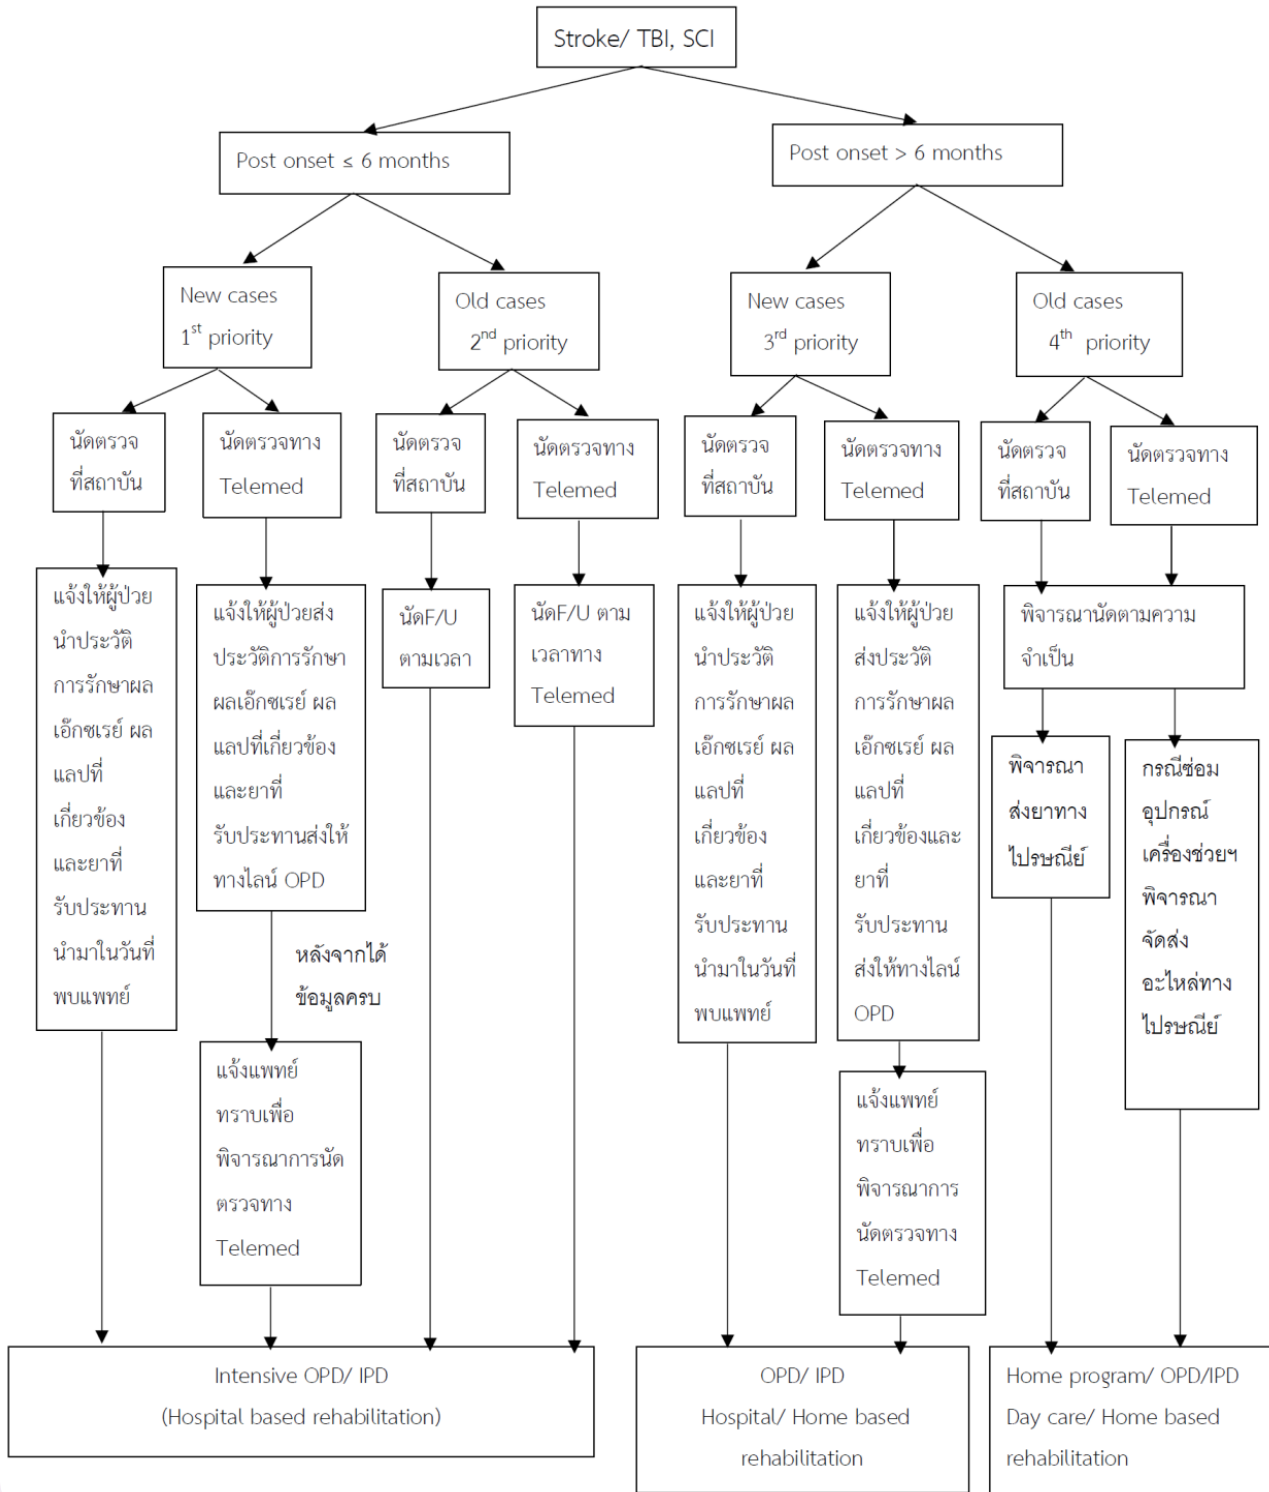 Stroke/ TBI, SCI
Post onset ≤ 6 months
Post onset > 6 months
New cases
1st priority
Old cases
2nd priority
New cases
3rd priority
Old cases
4th priority
นัดตรวจ
ที่สถาบัน
นัดตรวจทาง
Telemed
นัดตรวจ
ที่สถาบัน
นัดตรวจทาง
Telemed
นัดตรวจ
ที่สถาบัน
นัดตรวจทาง
Telemed
นัดตรวจ
ที่สถาบัน
นัดตรวจทาง
Telemed
แจ้งให้ผู้ป่วย
นำประวัติ
การรักษาผล
เอ๊กซเรย์ ผล
แลปที่
เกี่ยวข้อง
และยาที่
รับประทาน
นำมาในวันที่
พบแพทย์
แจ้งให้ผู้ป่วยส่ง
ประวัติการรักษา
ผลเอ๊กซเรย์ ผล
แลปที่เกี่ยวข้อง
และยาที่
รับประทานส่งให้
ทางไลน์ OPD
หลังจากได้
ข้อมูลครบ
แจ้งแพทย์
ทราบเพื่อ
พิจารณาการนัด
ตรวจทาง
Telemed
นัดF/U
ตามเวลา
นัดF/U ตาม
เวลาทาง
Telemed
แจ้งให้ผู้ป่วย
นำประวัติ
การรักษาผล
เอ๊กซเรย์ ผล
แลปที่
เกี่ยวข้อง
และยาที่
รับประทาน
นำมาในวันที่
พบแพทย์
แจ้งให้ผู้ป่วย
ส่งประวัติ
การรักษาผล
เอ๊กซเรย์ ผล
แลปที่
เกี่ยวข้องและ
ยาที่
รับประทาน
ส่งให้ทางไลน์
OPD
แจ้งแพทย์
ทราบเพื่อ
พิจารณาการ
นัดตรวจทาง
Telemed
พิจารณานัดตามความ
จำเป็น
พิจารณา
ส่งยาทาง
ไปรษณีย์
กรณีซ่อม
อุปกรณ์
เครื่องช่วยฯ
พิจารณา
จัดส่ง
อะไหล่ทาง
ไปรษณีย์
Intensive OPD/ IPD
(Hospital based rehabilitation)
OPD/ IPD
Hospital/ Home based
rehabilitation
Home program/ OPD/IPD
Day care/ Home based
rehabilitation